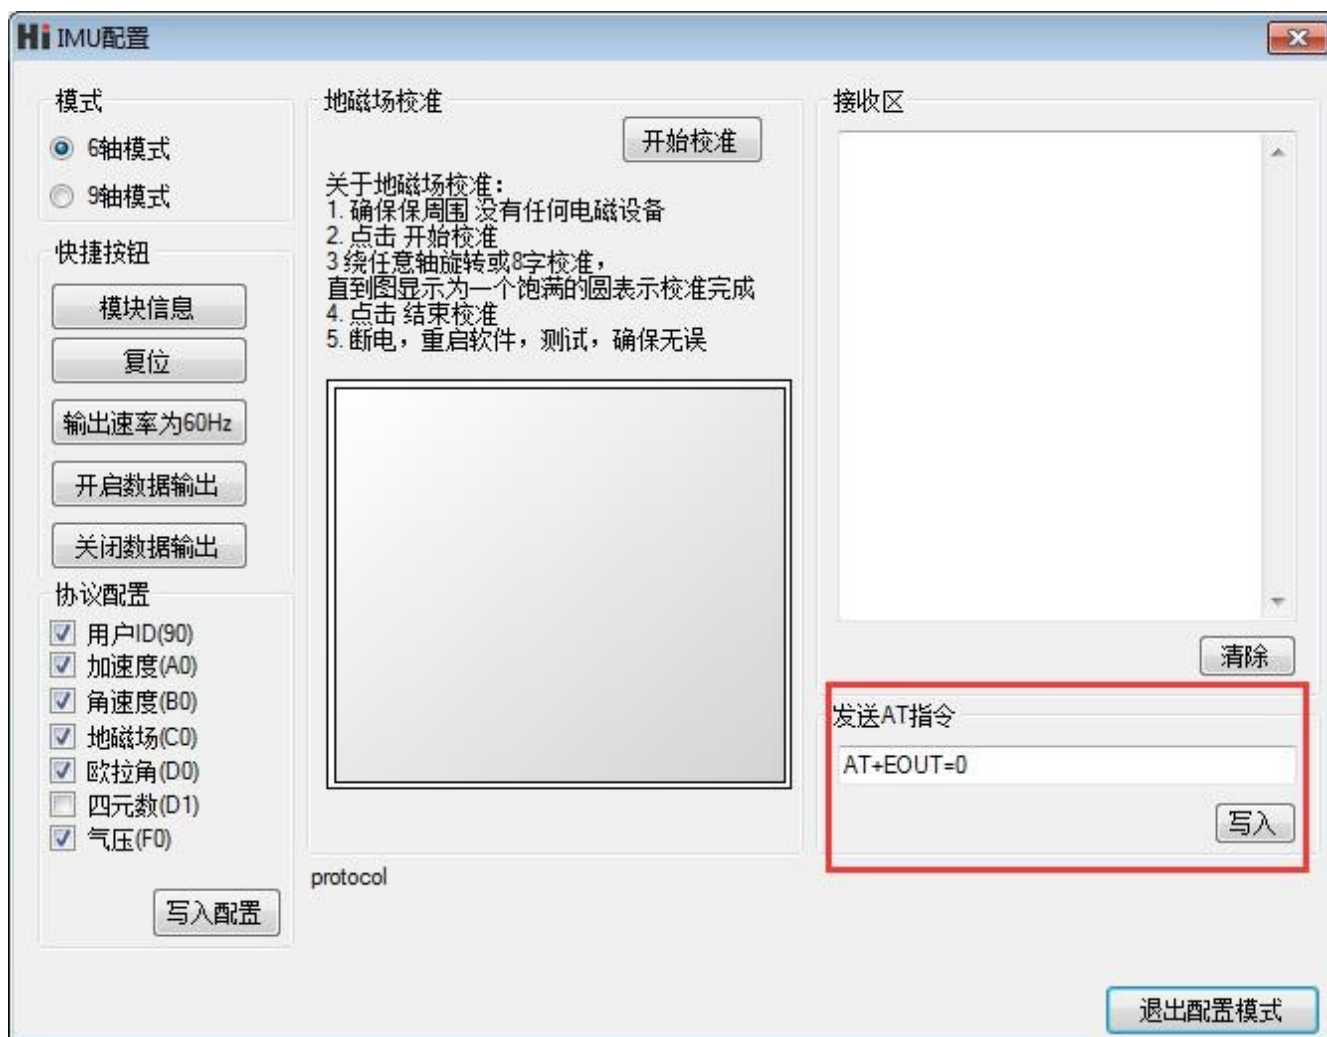 Hi IMU配置
模式
6轴模式
9轴模式
快捷按钮
模块信息
复位
输出速率为60Hz
开启数据输出
关闭数据输出
协议配置
用户ID(90)
加速度(A0)
角速度(B0)
地磁场(C0)
欧拉角(D0)
四元数(D1)
气压(F0)
写入配置
地磁场校准
开始校准
关于地磁场校准：
1. 确保保周围 没有任何电磁设备
2. 点击 开始校准
3 绕任意轴旋转或8字校准，
直到图显示为一个饱满的圆表示校准完成
4. 点击 结束校准
5. 断电，重启软件，测试，确保无误
protocol
接收区
清除
发送AT指令
AT+EOUT=0
写入
退出配置模式